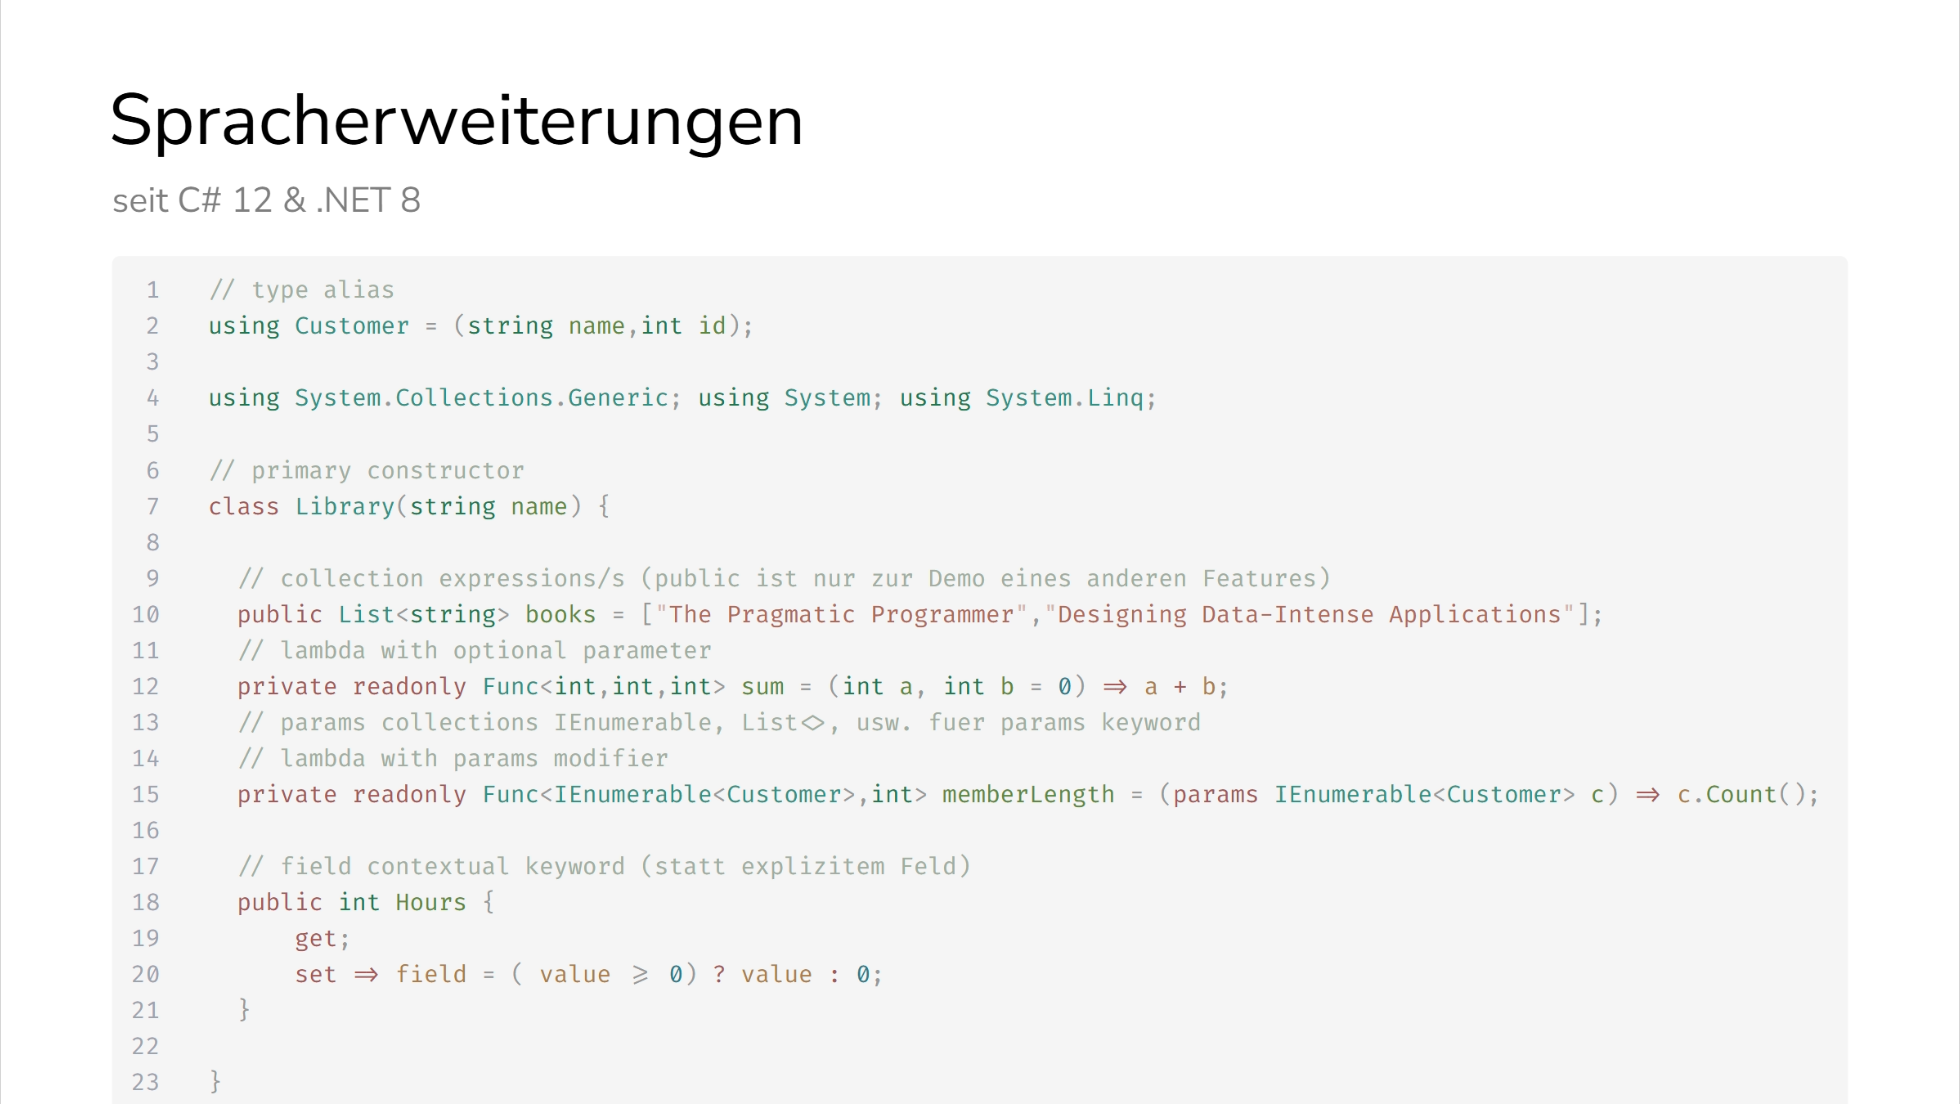 Spracherweiterungen
seit C# 12 & .NET 8
1 // type alias
2 using Customer = (string name,int id);
3
4 using System.Collections.Generic; using System; using System.Linq;
5
6 // primary constructor
7 class Library(string name) {
8
9 // collection expressions/s (public ist nur zur Demo eines anderen Features)
10 public List<string> books = ["The Pragmatic Programmer","Designing Data-Intense Applications"];
11 // lambda with optional parameter
12 private readonly Func<int,int,int> sum = (int a, int b = 0) => a + b;
13 // params collections IEnumerable, List<>, usw. fuer params keyword
14 // lambda with params modifier
15 private readonly Func<IEnumerable<Customer>,int> memberLength = (params IEnumerable<Customer> c) => c.Count();
16
17 // field contextual keyword (statt explizitem Feld)
18 public int Hours {
19 get;
20 set => field = ( value >= 0) ? value : 0;
21 }
22
23 }